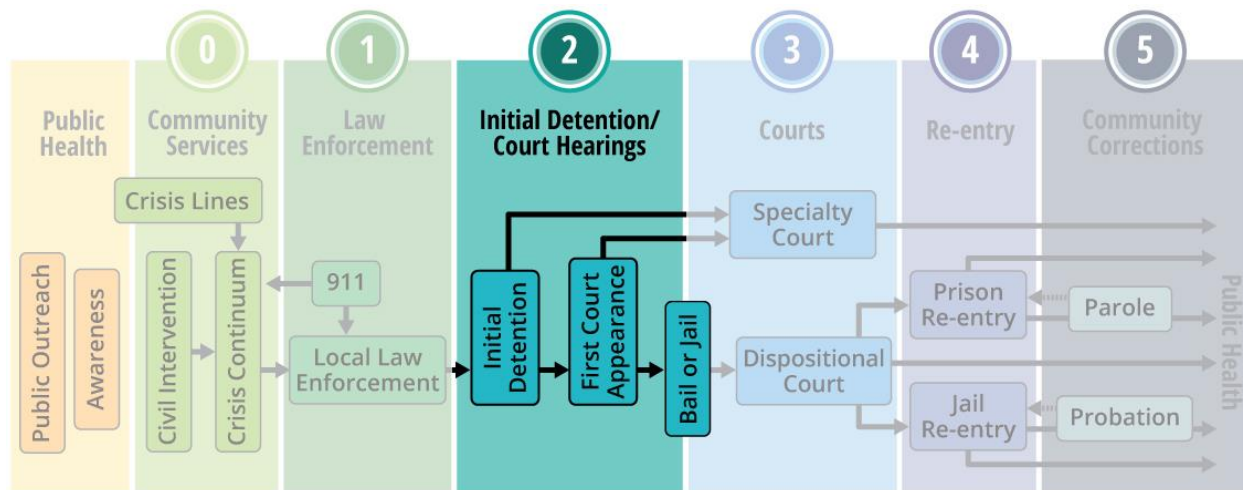 0
1
2
3
4
5
Public
Health
Community
Services
Law
Enforcement
Initial Detention/
Court Hearings
Courts
Re-entry
Community
Corrections
Crisis Lines
Public Outreach
Awareness
Civil Intervention
Crisis Continuum
911
Local Law
Enforcement
Initial
Detention
First Court
Appearance
Bail or Jail
Specialty
Court
Dispositional
Court
Prison
Re-entry
Parole
Jail
Re-entry
Probation
Public Health